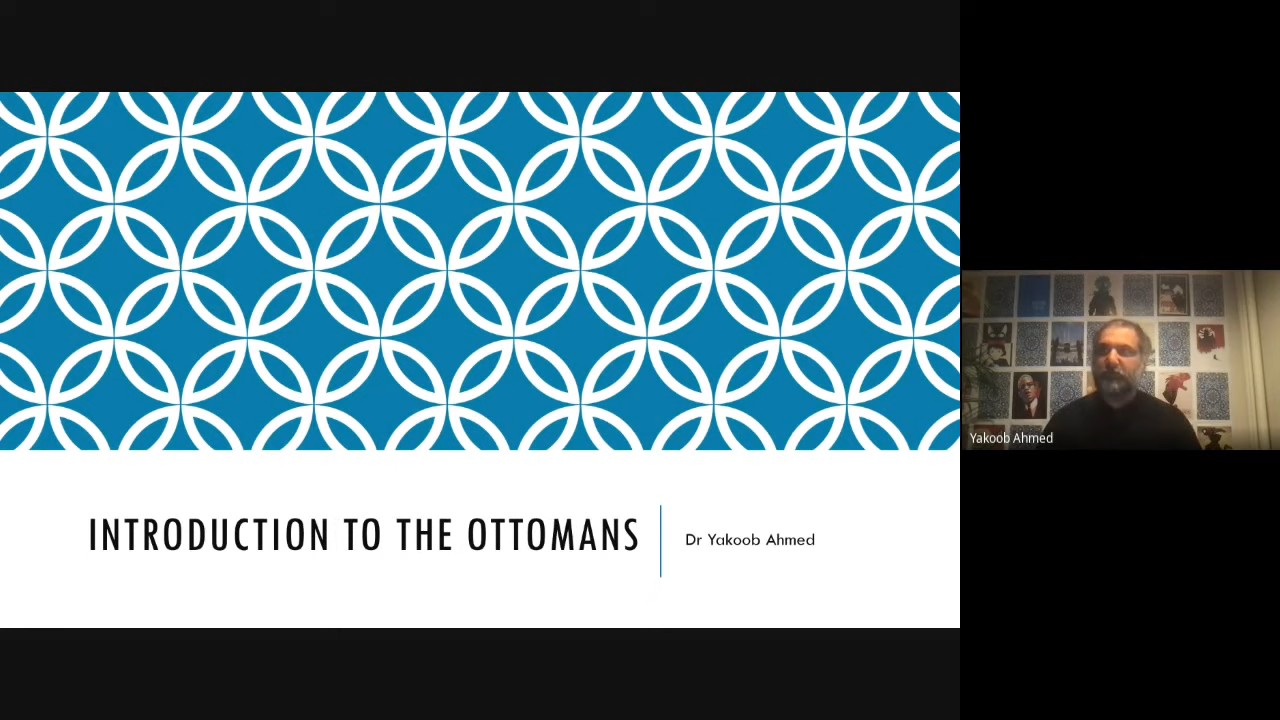 INTRODUCTION TO THE OTTOMANS
Dr Yakoob Ahmed
Yakoob Ahmed